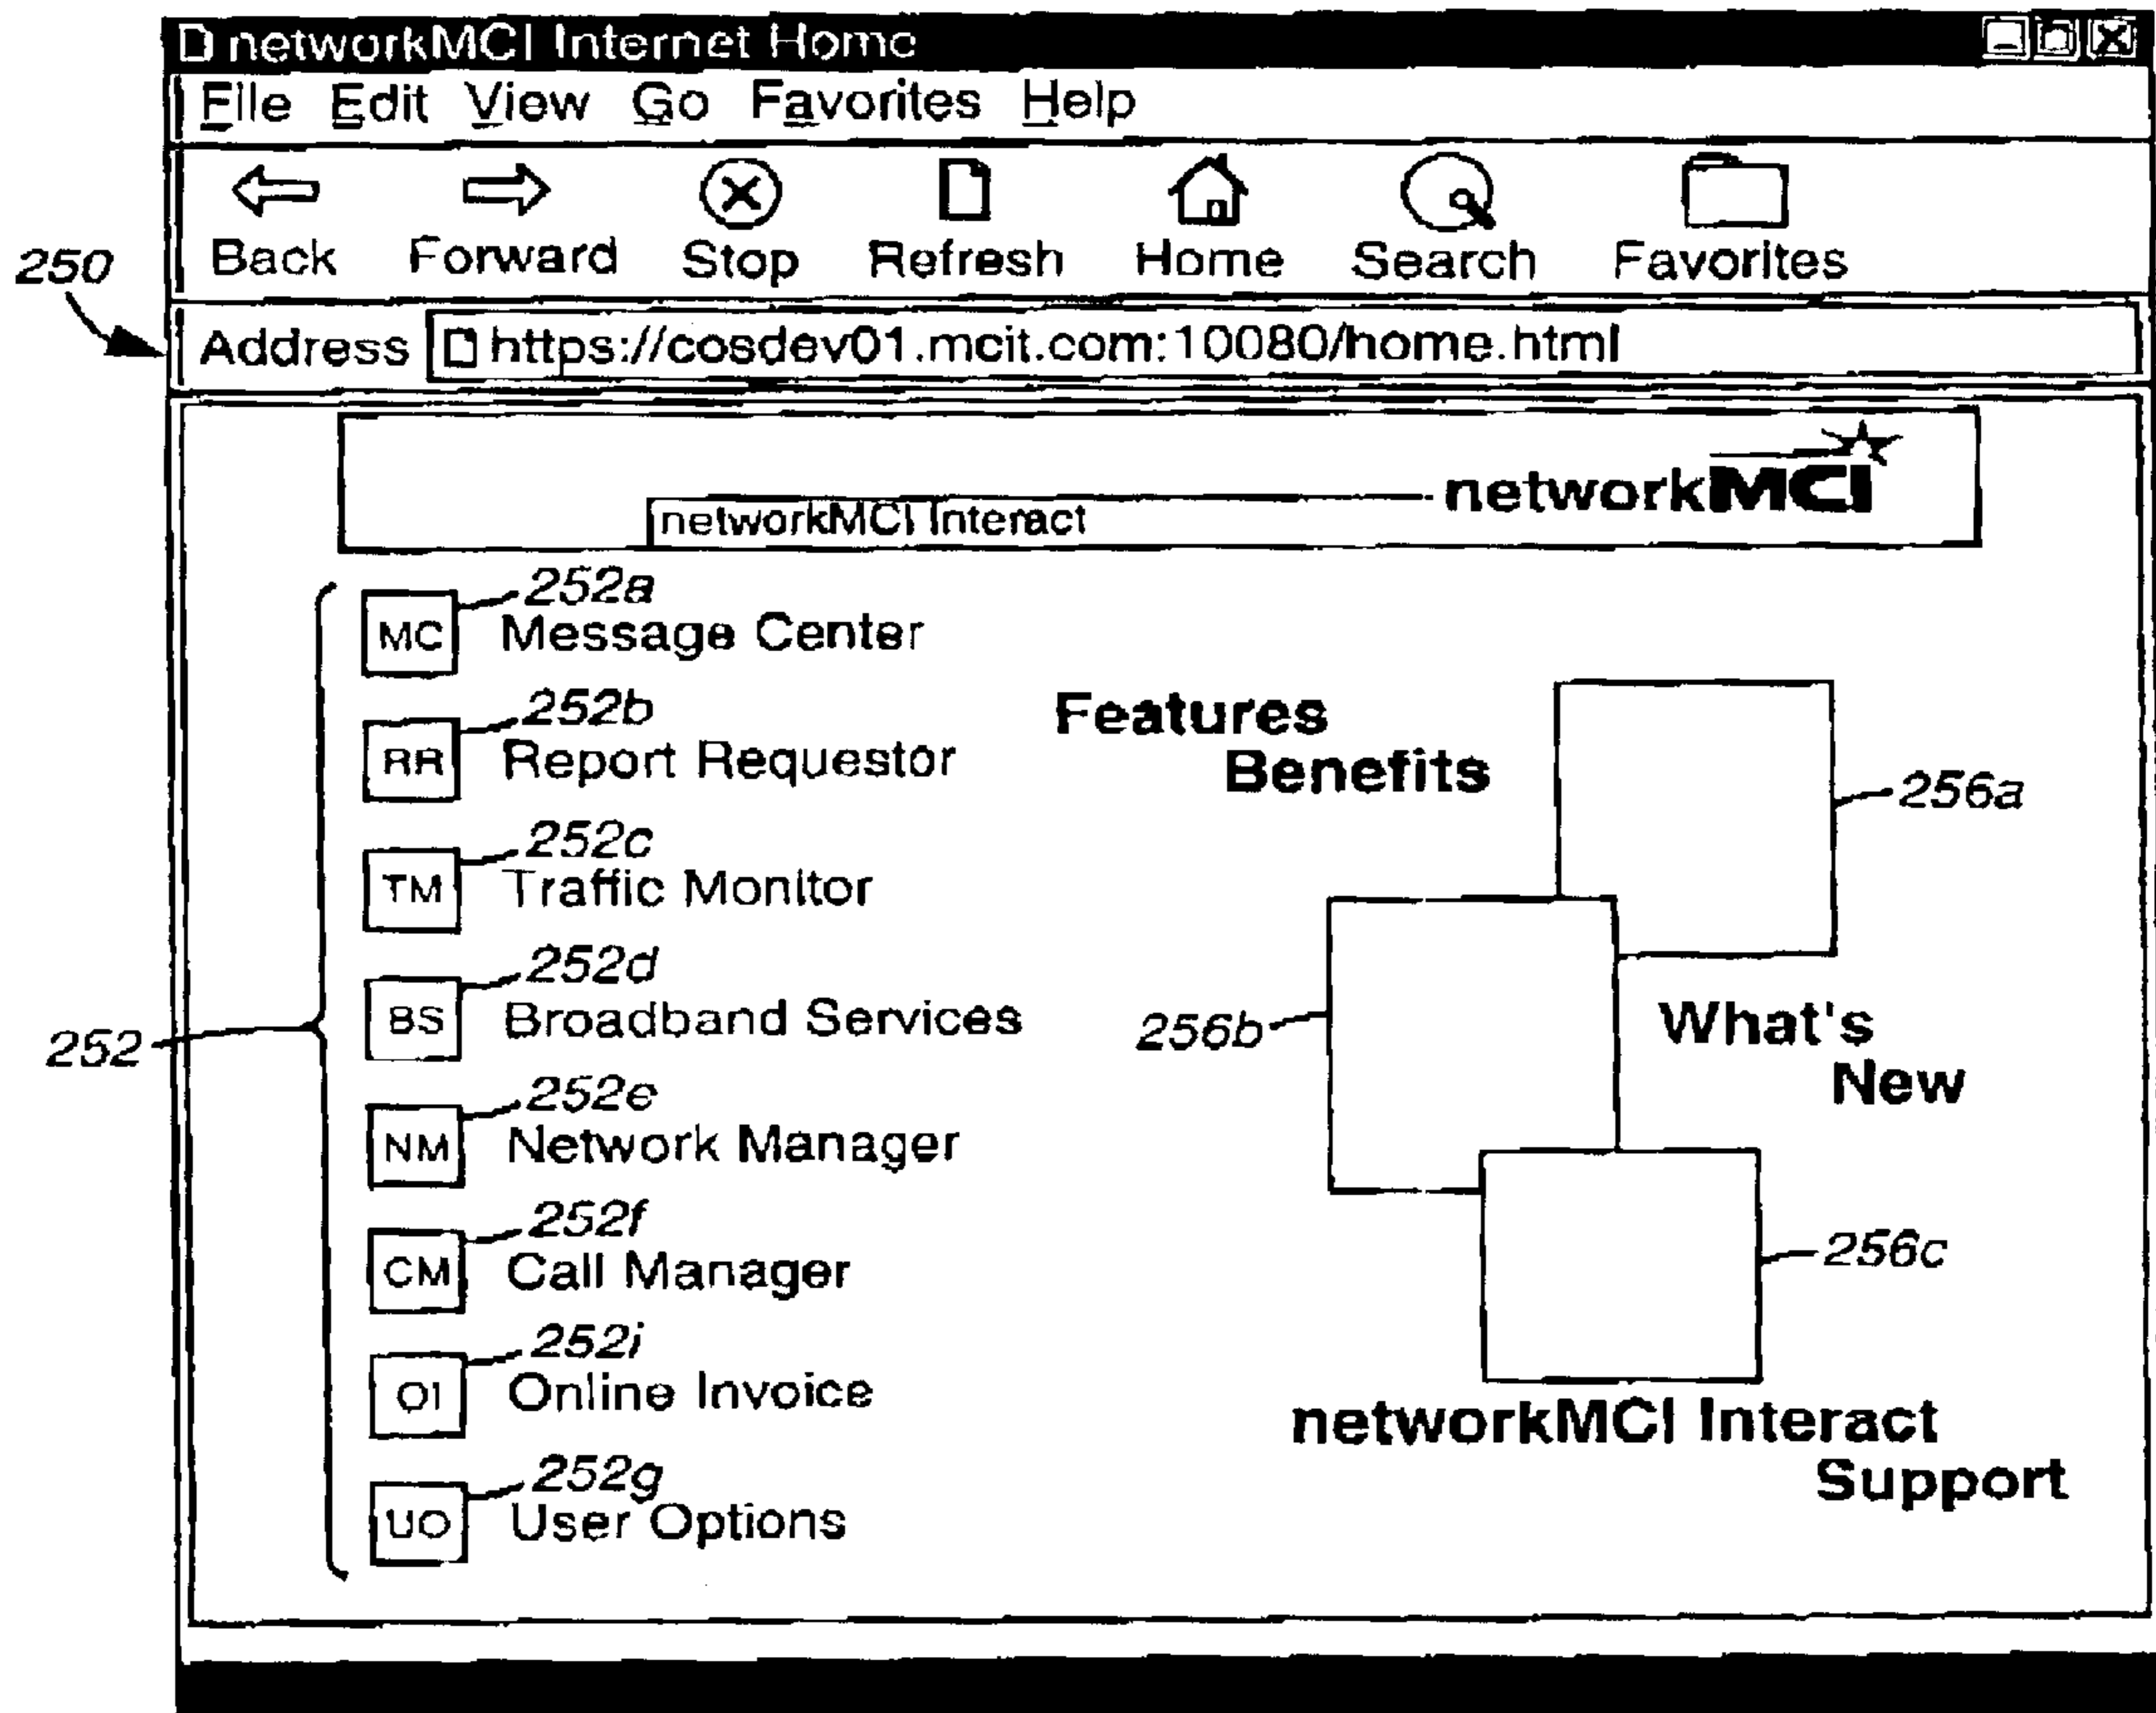 networkMCI Internet Home
File Edit View Go Favorites Help
Back Forward Stop Refresh Home Search Favorites
250
Address https://cosdev01.mcit.com:10080/home.html
networkMCI
networkMCI Interact
252a
MC Message Center
252b
RR Report Requestor
252c
TM Traffic Monitor
252d
BS Broadband Services
252
252e
NM Network Manager
252f
CM Call Manager
252i
OI Online Invoice
252g
UO User Options
Features
Benefits
256a
256b
What's
New
256c
networkMCI Interact
Support